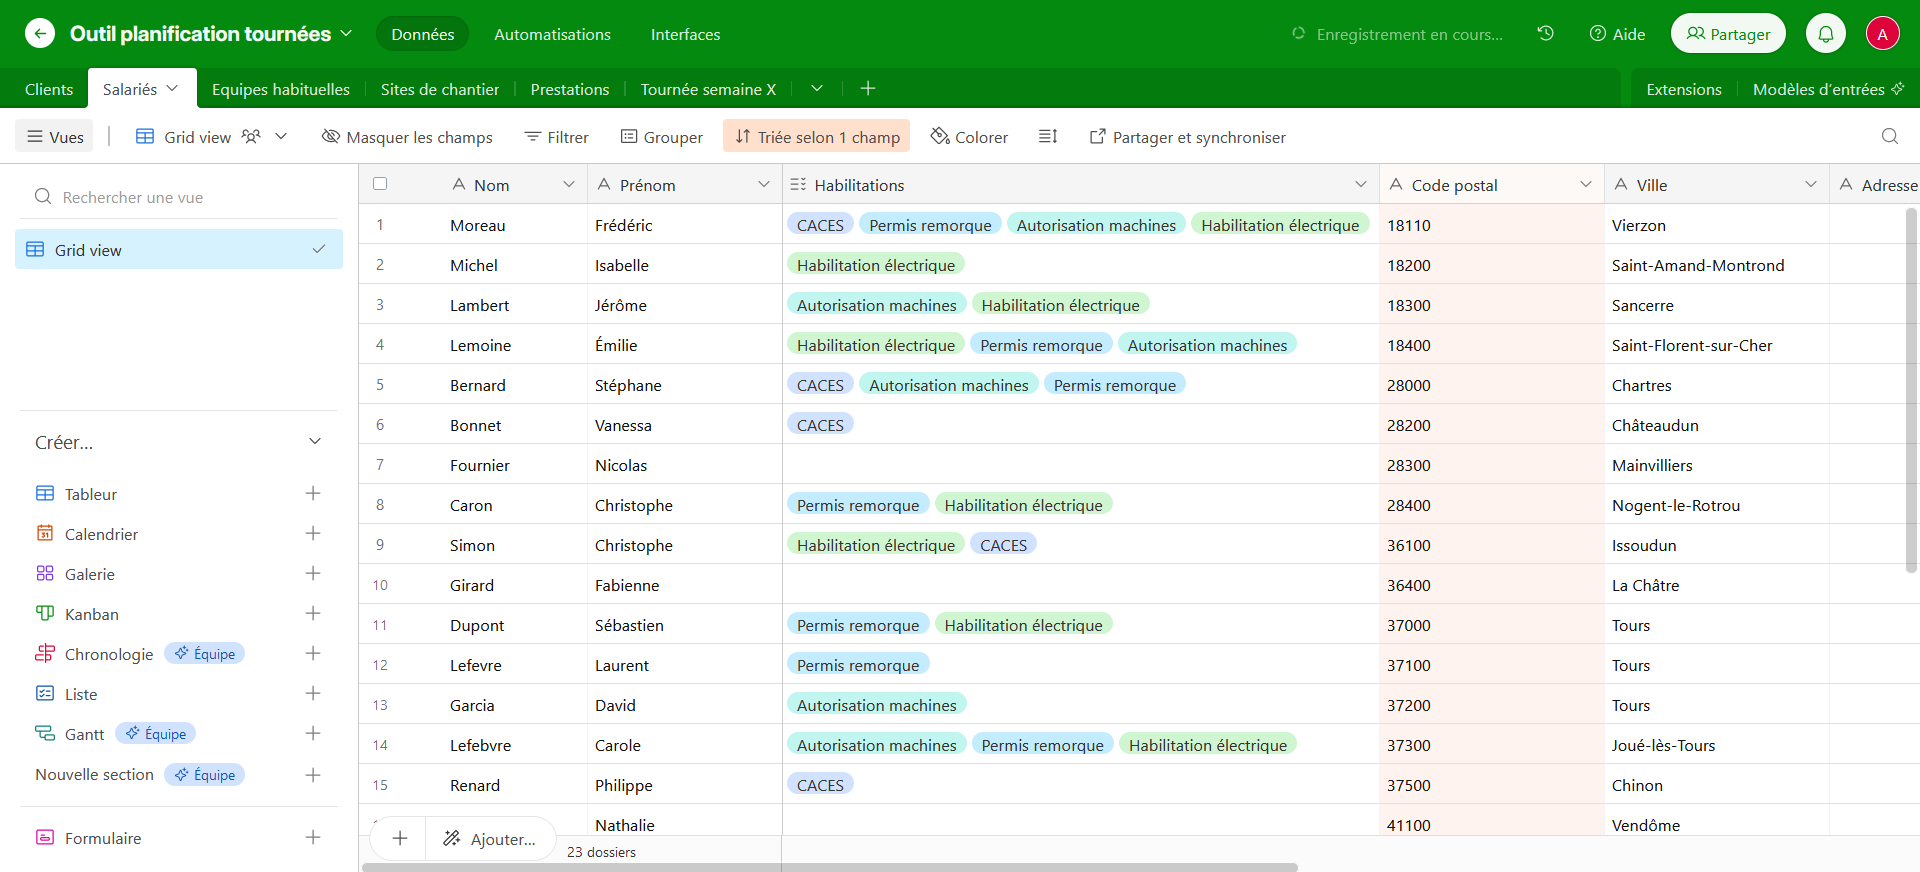 Outil planification tournées
Données
Automatisations
Interfaces
Enregistrement en cours...
Aide
Partager
A
Clients
Salariés
Equipes habituelles
Sites de chantier
Prestations
Tournée semaine X
Extensions
Modèles d'entrées
Vues
Grid view
Masquer les champs
Filtrer
Grouper
Triée selon 1 champ
Colorer
Partager et synchroniser
Rechercher une vue
Grid view
Créer...
Tableur
Calendrier
Galerie
Kanban
Chronologie Équipe
Liste
Gantt Équipe
Nouvelle section Équipe
Formulaire
Nom Prénom Habilitations Code postal Ville Adresse
1 Moreau Frédéric CACES Permis remorque Autorisation machines Habilitation électrique 18110 Vierzon
2 Michel Isabelle Habilitation électrique 18200 Saint-Amand-Montrond
3 Lambert Jérôme Autorisation machines Habilitation électrique 18300 Sancerre
4 Lemoine Émilie Habilitation électrique Permis remorque Autorisation machines 18400 Saint-Florent-sur-Cher
5 Bernard Stéphane CACES Autorisation machines Permis remorque 28000 Chartres
6 Bonnet Vanessa CACES 28200 Châteaudun
7 Fournier Nicolas 28300 Mainvilliers
8 Caron Christophe Permis remorque Habilitation électrique 28400 Nogent-le-Rotrou
9 Simon Christophe Habilitation électrique CACES 36100 Issoudun
10 Girard Fabienne 36400 La Châtre
11 Dupont Sébastien Permis remorque Habilitation électrique 37000 Tours
12 Lefevre Laurent Permis remorque 37100 Tours
13 Garcia David Autorisation machines 37200 Tours
14 Lefebvre Carole Autorisation machines Permis remorque Habilitation électrique 37300 Joué-lès-Tours
15 Renard Philippe CACES 37500 Chinon
Nathalie 41100 Vendôme
Ajouter...
23 dossiers